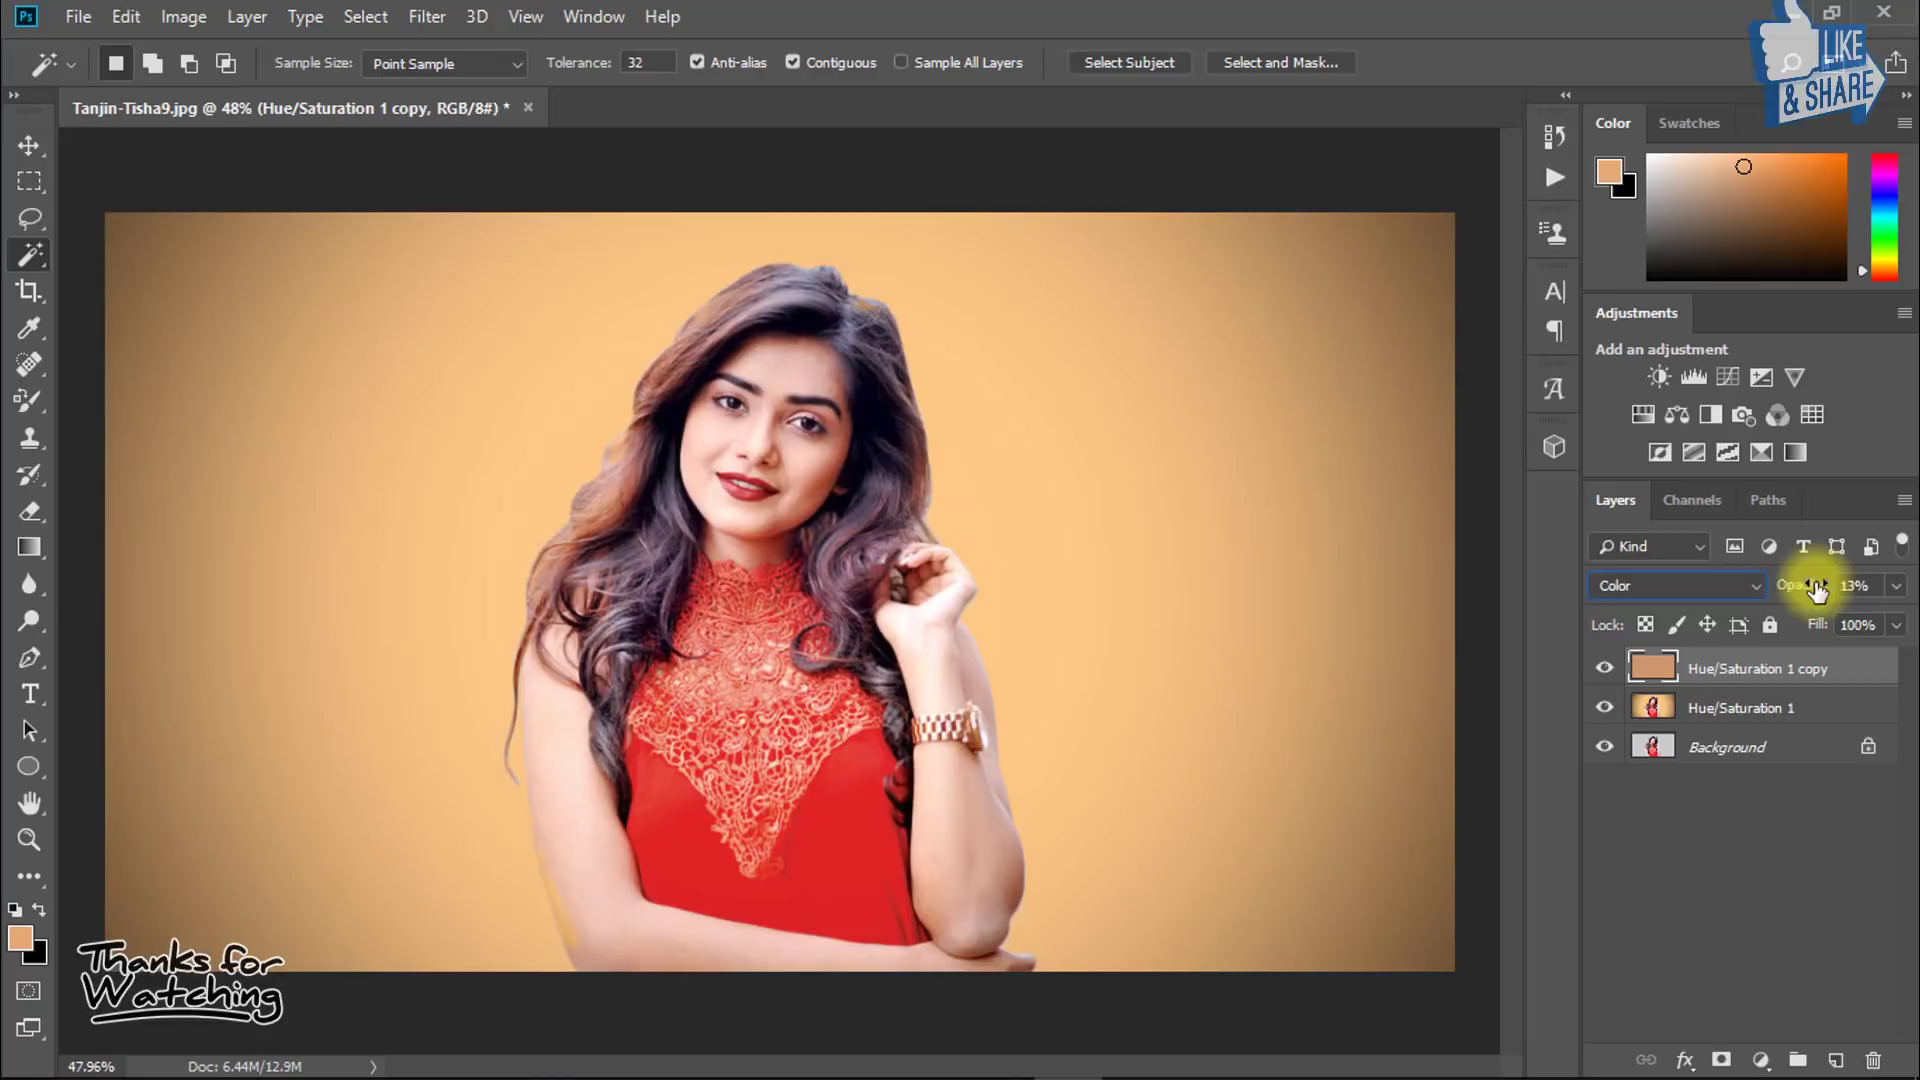 Ps File Edit Image Layer Type Select Filter 3D View Window Help
Sample Size: Point Sample Tolerance: 32 Anti-alias Contiguous Sample All Layers Select Subject Select and Mask...
LIKE
& SHARE
Tanjin-Tisha9.jpg @ 48% (Hue/Saturation 1 copy, RGB/8#) *
Color Swatches
Adjustments
Add an adjustment
Layers Channels Paths
Kind
Color 13%
Lock: Fill: 100%
Hue/Saturation 1 copy
Hue/Saturation 1
Background
Thanks for
Watching
47.96% Doc: 6.44M/12.9M